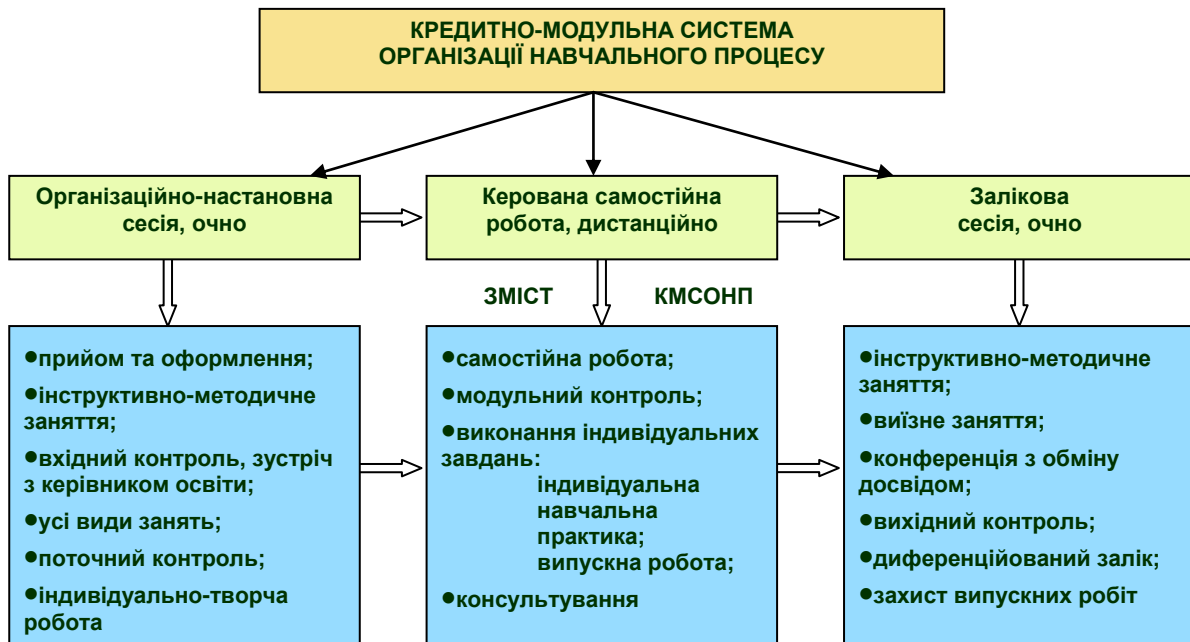 КРЕДИТНО-МОДУЛЬНА СИСТЕМА
ОРГАНІЗАЦІЇ НАВЧАЛЬНОГО ПРОЦЕСУ
Організаційно-настановна
сесія, очно
Керована самостійна
робота, дистанційно
Залікова
сесія, очно
ЗМІСТ КМСОНП
●прийом та оформлення;
●інструктивно-методичне
заняття;
●вхідний контроль, зустріч
з керівником освіти;
●усі види занять;
●поточний контроль;
●індивідуально-творча
робота
●самостійна робота;
●модульний контроль;
●виконання індивідуальних
завдань:
індивідуальна
навчальна
практика;
випускна робота;
●консультування
●інструктивно-методичне
заняття;
●виїзне заняття;
●конференція з обміну
досвідом;
●вихідний контроль;
●диференційований залік;
●захист випускних робіт